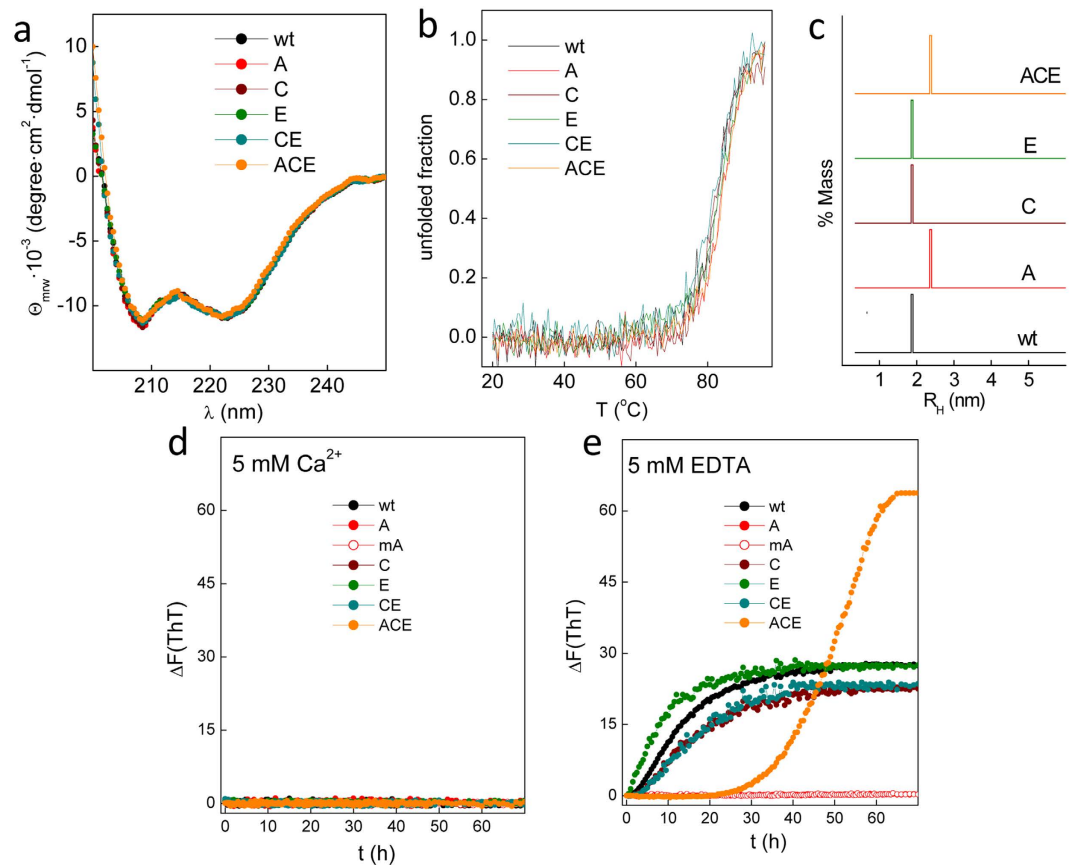 a
10
5
0
-5
-10
210
220
230
240
Θmrw·10⁻³ (degree·cm²·dmol⁻¹)
λ (nm)
wt
A
C
E
CE
ACE
b
1.0
0.8
0.6
0.4
0.2
0.0
20
40
60
80
unfolded fraction
T (°C)
wt
A
C
E
CE
ACE
c
% Mass
ACE
E
C
A
wt
1 2 3 4 5
R_H (nm)
d
5 mM Ca²⁺
wt
A
mA
C
E
CE
ACE
60
45
30
15
0
ΔF(ThT)
0 10 20 30 40 50 60
t (h)
e
5 mM EDTA
wt
A
mA
C
E
CE
ACE
60
45
30
15
0
ΔF(ThT)
0 10 20 30 40 50 60
t (h)